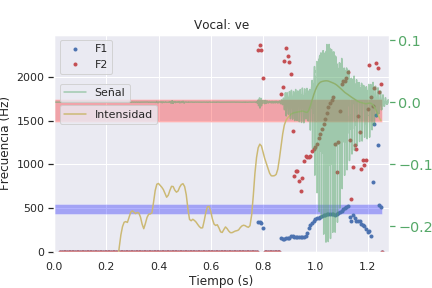 Vocal: ve
F1
F2
Señal
Intensidad
Frecuencia (Hz)
2000
1500
1000
500
0
0.1
0.0
−0.1
−0.2
0.0 0.2 0.4 0.6 0.8 1.0 1.2
Tiempo (s)